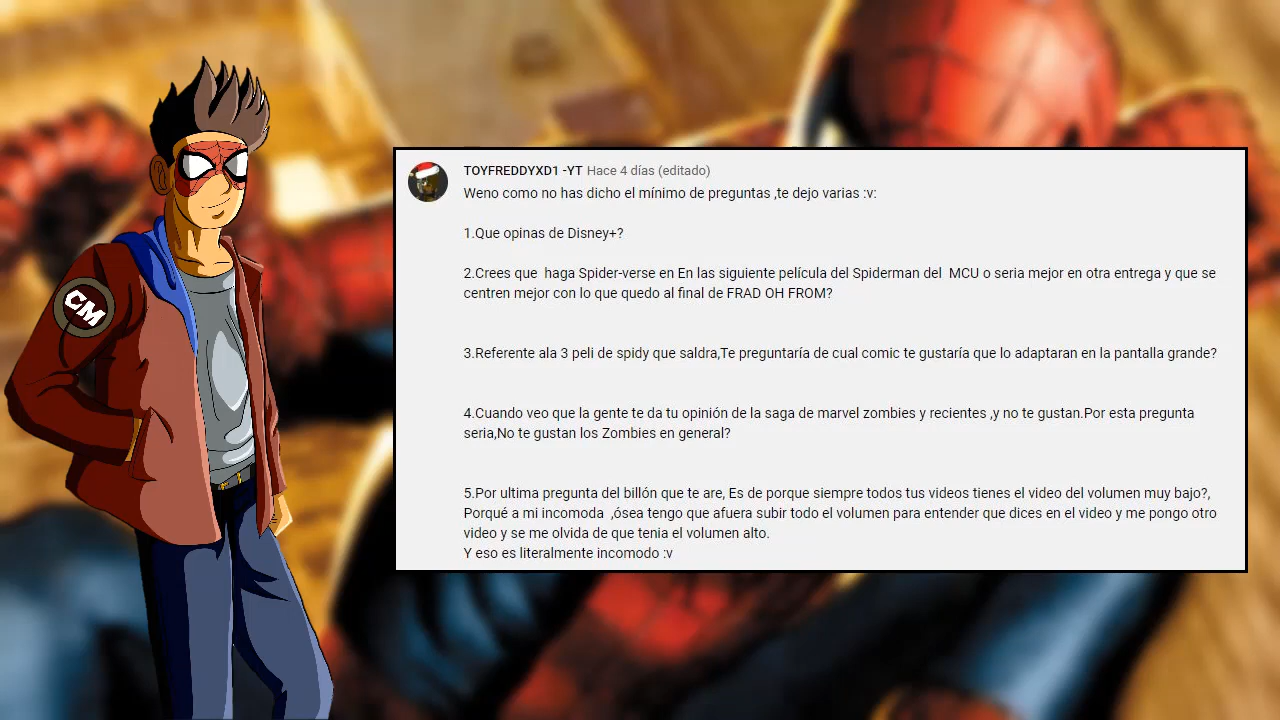 TOYFREDDYXD1 -YT Hace 4 días (editado)
Weno como no has dicho el mínimo de preguntas ,te dejo varias :v:
1.Que opinas de Disney+?
2.Crees que  haga Spider-verse en En las siguiente película del Spiderman del  MCU o seria mejor en otra entrega y que se
centren mejor con lo que quedo al final de FRAD OH FROM?
3.Referente ala 3 peli de spidy que saldra,Te preguntaría de cual comic te gustaría que lo adaptaran en la pantalla grande?
4.Cuando veo que la gente te da tu opinión de la saga de marvel zombies y recientes ,y no te gustan.Por esta pregunta
seria,No te gustan los Zombies en general?
5.Por ultima pregunta del billón que te are, Es de porque siempre todos tus videos tienes el video del volumen muy bajo?,
Porqué a mi incomoda  ,ósea tengo que afuera subir todo el volumen para entender que dices en el video y me pongo otro
video y se me olvida de que tenia el volumen alto.
Y eso es literalmente incomodo :v
CM